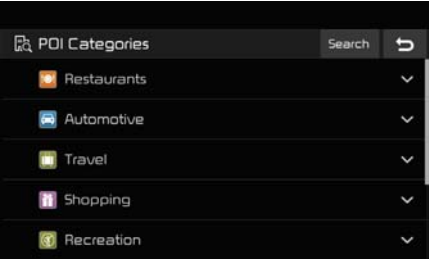 POI Categories Search
Restaurants
Automotive
Travel
Shopping
Recreation